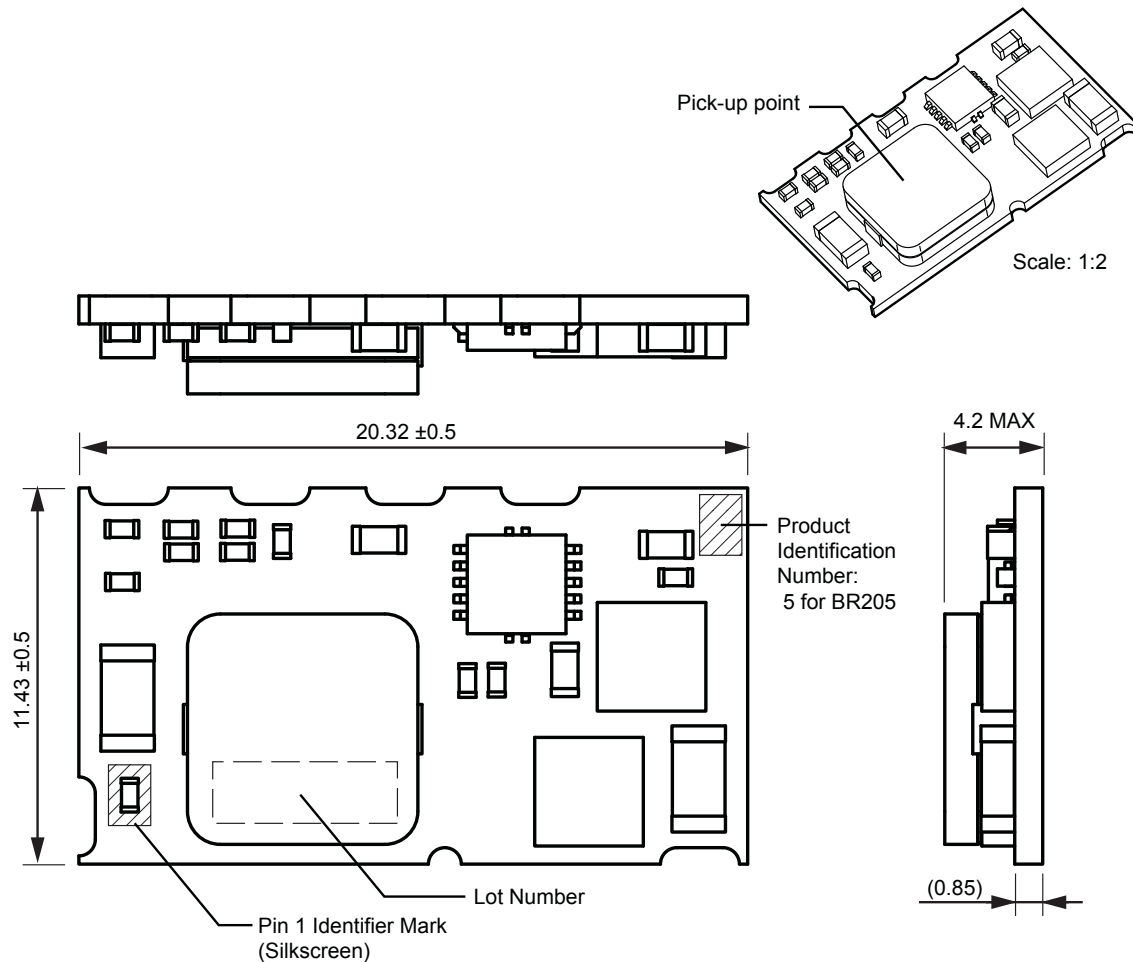 Pick-up point
Scale: 1:2
20.32 ±0.5
4.2 MAX
11.43 ±0.5
Product
Identification
Number:
5 for BR205
(0.85)
Lot Number
Pin 1 Identifier Mark
(Silkscreen)